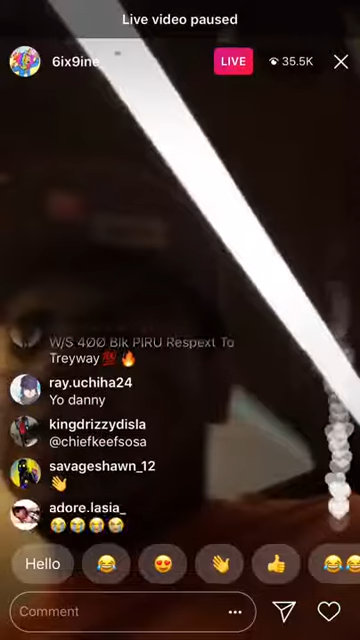 Live video paused
6ix9ine
LIVE
35.5K
W/S 4ØØ Blk PIRU Respext To
Treyway💯🔥
ray.uchiha24
Yo danny
kingdrizzydisla
@chiefkeefsosa
savageshawn_12
👋
adore.lasia_
😭😭😭😭
Hello 😂 😍 👋 👍 😂😂
Comment